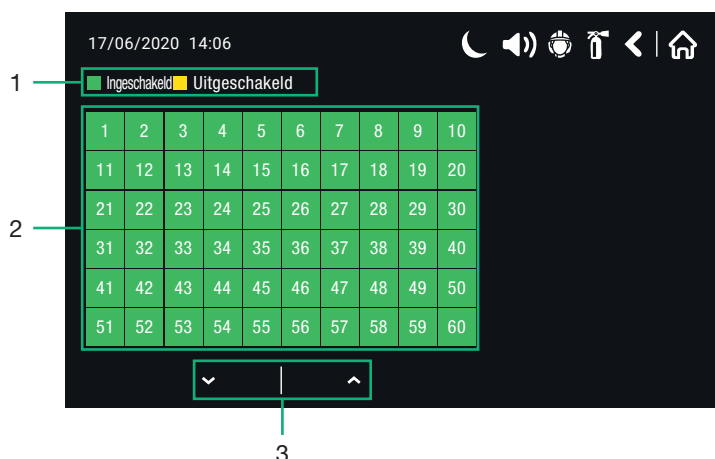 17/06/2020 14:06
1
Ingeschakeld Uitgeschakeld
1 2 3 4 5 6 7 8 9 10
11 12 13 14 15 16 17 18 19 20
2
21 22 23 24 25 26 27 28 29 30
31 32 33 34 35 36 37 38 39 40
41 42 43 44 45 46 47 48 49 50
51 52 53 54 55 56 57 58 59 60
3